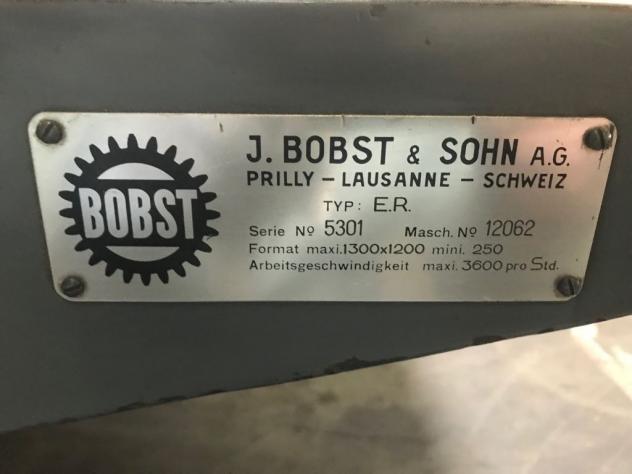 BOBST
J. BOBST & SOHN A.G.
PRILLY – LAUSANNE – SCHWEIZ
TYP: E.R.
Serie Nº 5301 Masch. Nº 12062
Format maxi.1300x1200 mini. 250
Arbeitsgeschwindigkeit maxi. 3600 pro Std.